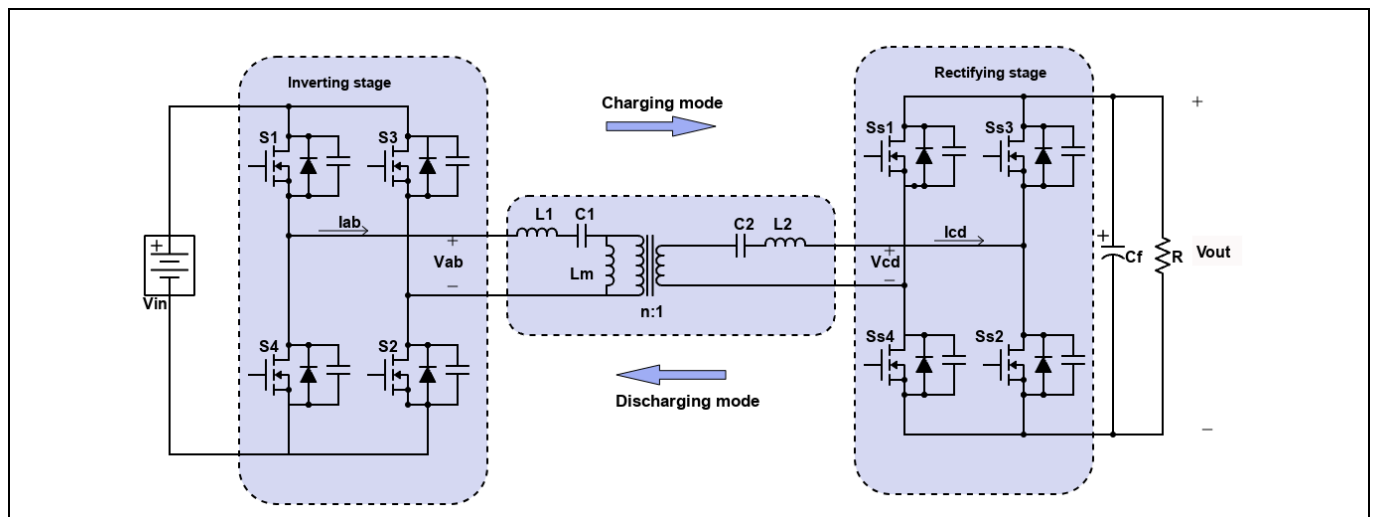 Inverting stage
Rectifying stage
Charging mode
S1
S3
Ss1
Ss3
+
L1
C1
C2
L2
Iab
Icd
+
Vab
−
Lm
+
Vcd
−
+
Cf
R
Vout
+
Vin
n:1
S4
S2
Ss4
Ss2
Discharging mode
−